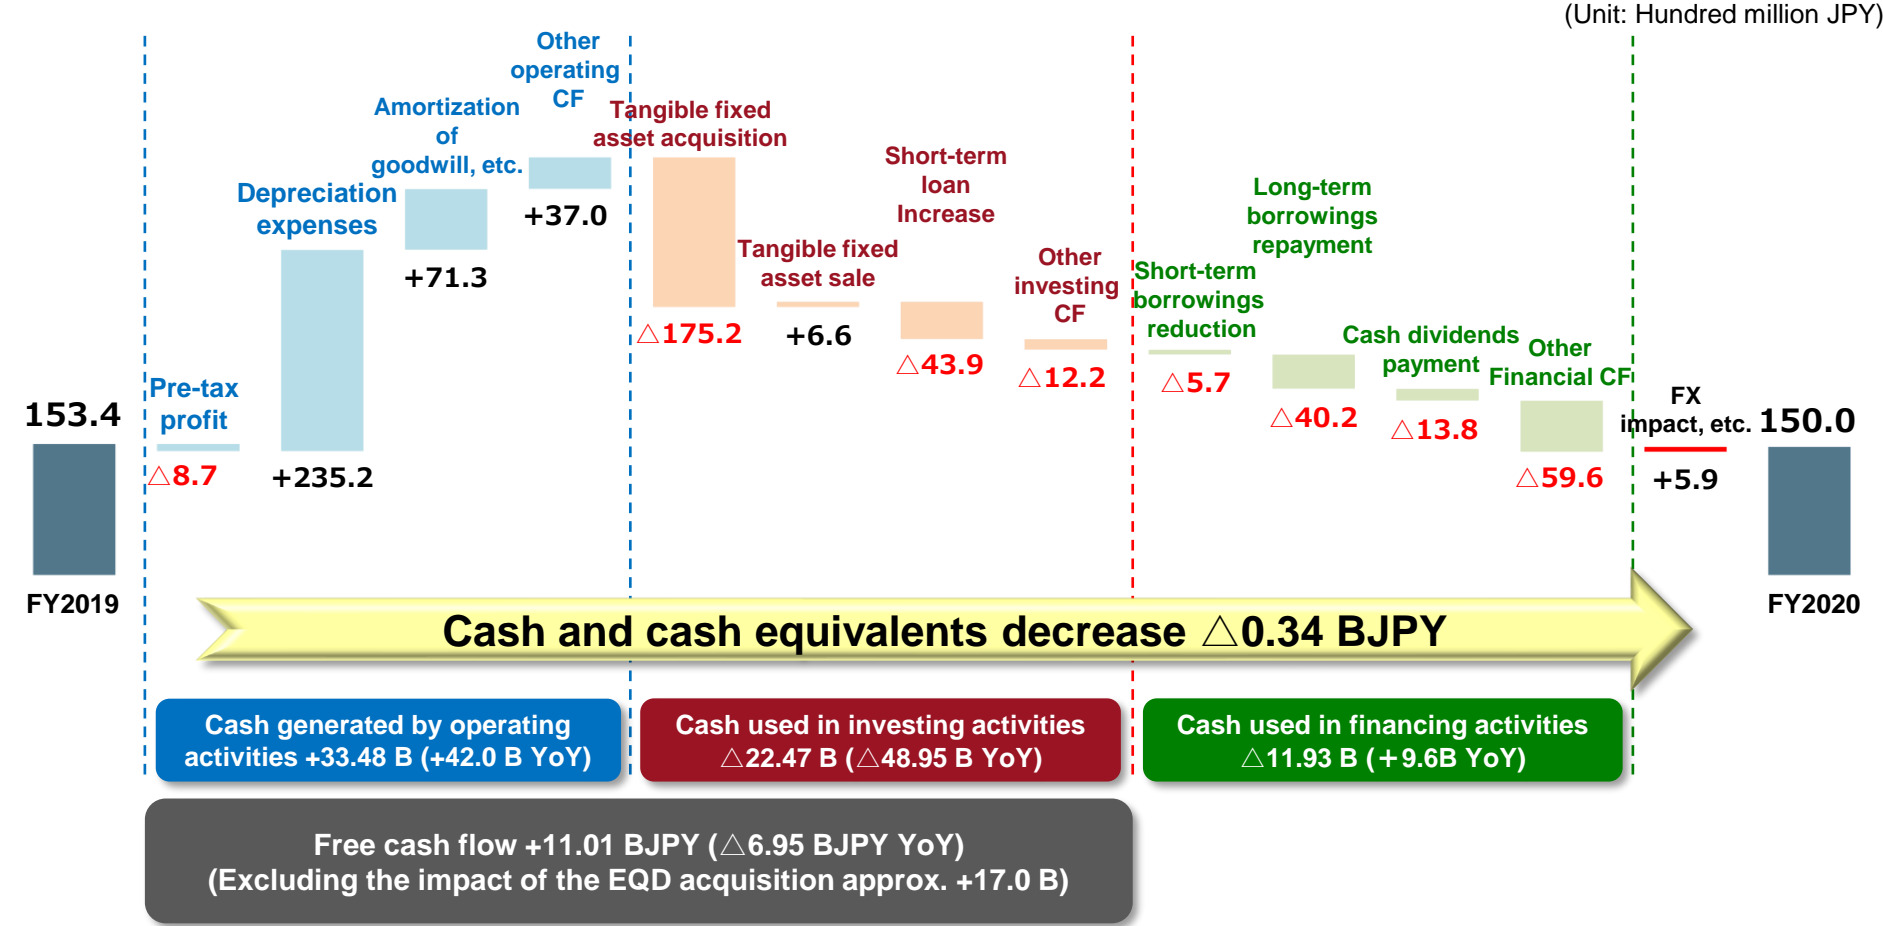 (Unit: Hundred million JPY)
153.4
FY2019
Pre-tax
profit
△8.7
Depreciation
expenses
+235.2
Amortization
of
goodwill, etc.
+71.3
Other
operating
CF
+37.0
Tangible fixed
asset acquisition
△175.2
Tangible fixed
asset sale
+6.6
Short-term
loan
Increase
△43.9
Other
investing
CF
△12.2
Short-term
borrowings
reduction
△5.7
Long-term
borrowings
repayment
△40.2
Cash dividends
payment
△13.8
Other
Financial CF
△59.6
FX
impact, etc.
+5.9
150.0
FY2020
Cash and cash equivalents decrease △0.34 BJPY
Cash generated by operating
activities +33.48 B (+42.0 B YoY)
Cash used in investing activities
△22.47 B (△48.95 B YoY)
Cash used in financing activities
△11.93 B (＋9.6B YoY)
Free cash flow +11.01 BJPY (△6.95 BJPY YoY)
(Excluding the impact of the EQD acquisition approx. +17.0 B)